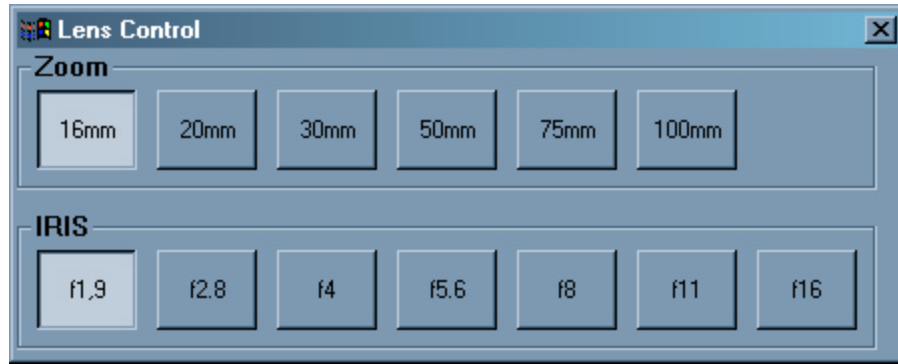 Lens Control
Zoom
16mm 20mm 30mm 50mm 75mm 100mm
IRIS
f1,9 f2.8 f4 f5.6 f8 f11 f16